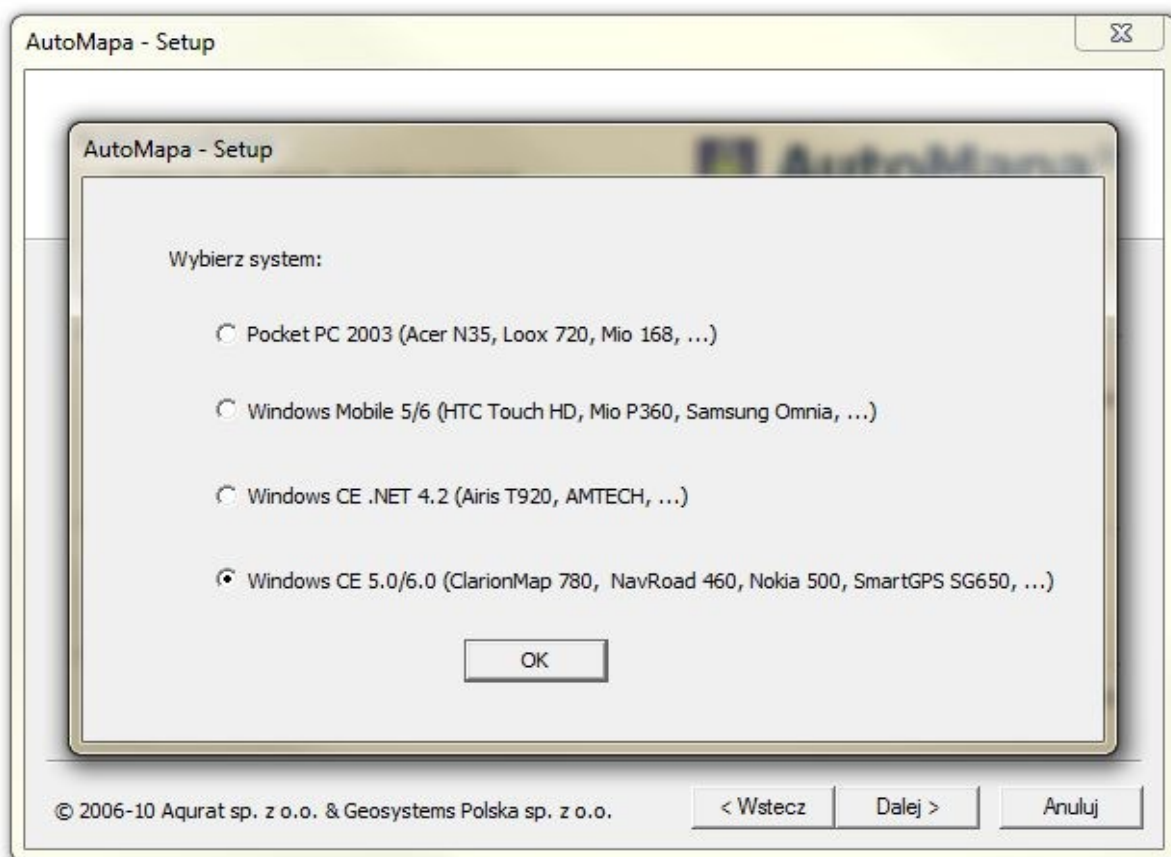 AutoMapa - Setup
AutoMapa - Setup
AutoMapa
Wybierz system:
Pocket PC 2003 (Acer N35, Loox 720, Mio 168, ...)
Windows Mobile 5/6 (HTC Touch HD, Mio P360, Samsung Omnia, ...)
Windows CE .NET 4.2 (Airis T920, AMTECH, ...)
Windows CE 5.0/6.0 (ClarionMap 780,  NavRoad 460, Nokia 500, SmartGPS SG650, ...)
OK
© 2006-10 Aqurat sp. z o.o. & Geosystems Polska sp. z o.o.
< Wstecz
Dalej >
Anuluj